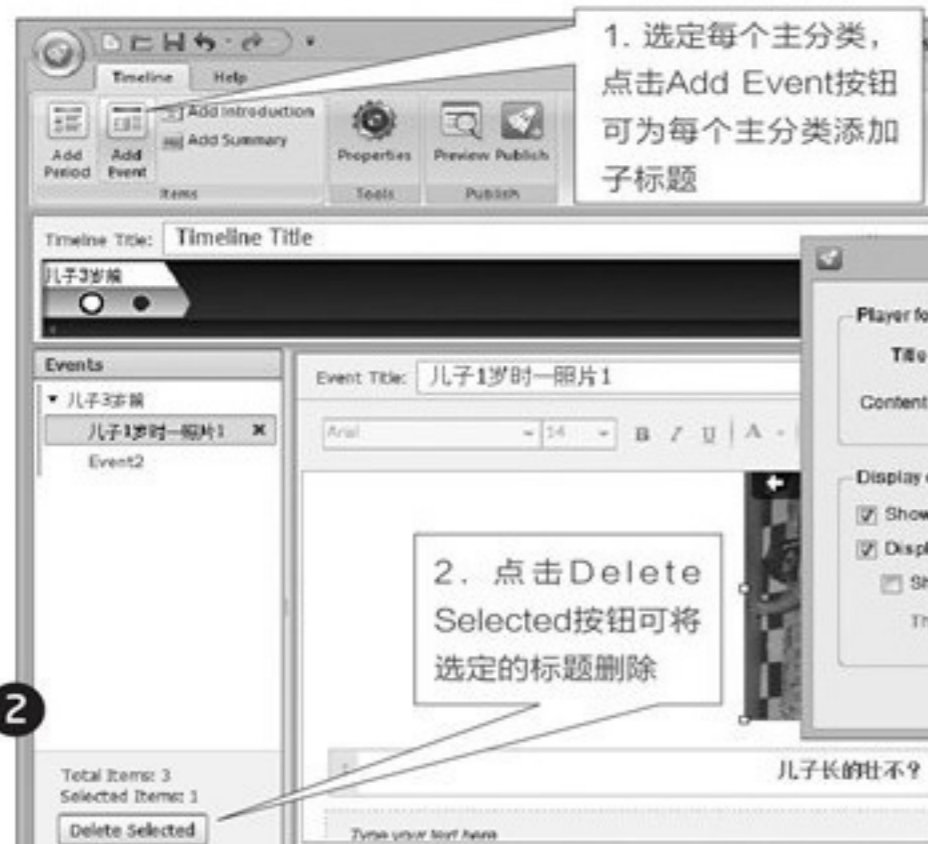 1. 选定每个主分类，
点击Add Event按钮
可为每个主分类添加
子标题
Timeline Help
Add Period
Add Event
Add Introduction
Add Summary
Properties
Preview Publish
Items
Tools
Publish
Timeline Title: Timeline Title
儿子3岁前
Events
儿子3岁前
儿子1岁时—照片1
Event2
Event Title: 儿子1岁时—照片1
Arial 14 B I U A
Player fo
Title
Content
Display
Show
Displ
Sh
Th
2. 点击Delete
Selected按钮可将
选定的标题删除
2
儿子长的壮不？
Total Items: 3
Selected Items: 1
Delete Selected
Type your text here